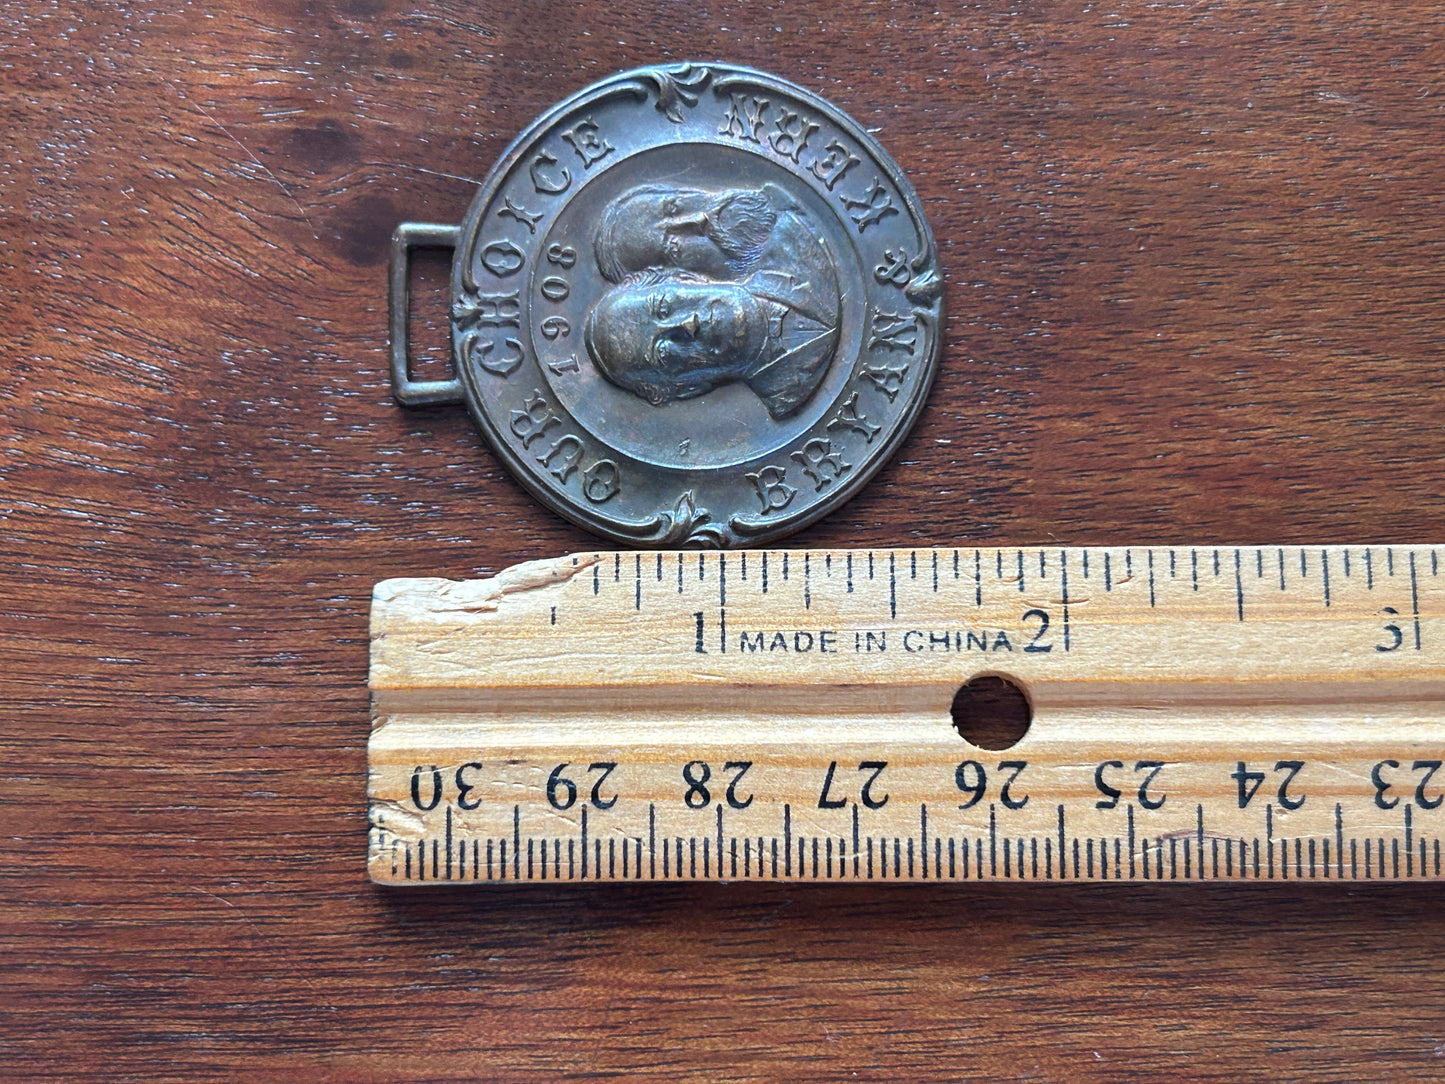 OUR CHOICE
1908
BRYAN & KERN
1 MADE IN CHINA 2 3
30 29 28 27 26 25 24 23